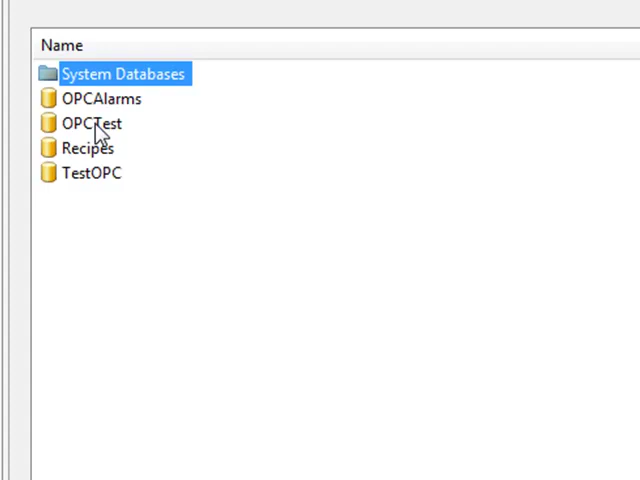 Name
System Databases
OPCAlarms
OPCTest
Recipes
TestOPC